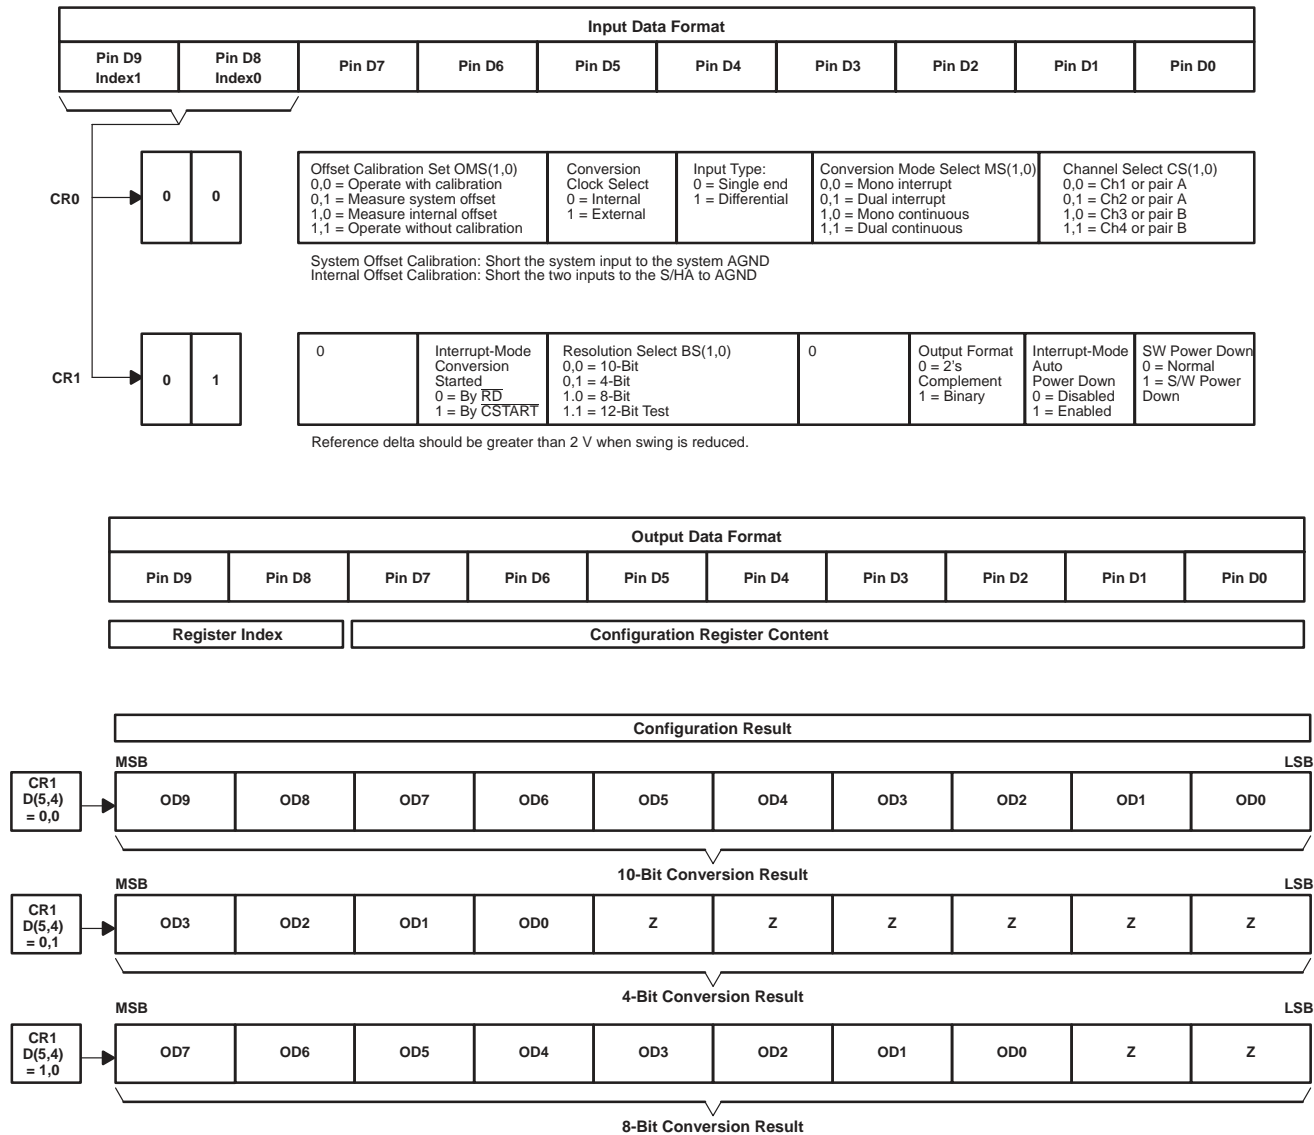 Input Data Format
Pin D9 Index1
Pin D8 Index0
Pin D7
Pin D6
Pin D5
Pin D4
Pin D3
Pin D2
Pin D1
Pin D0
CR0
0
0
Offset Calibration Set OMS(1,0)
0,0 = Operate with calibration
0,1 = Measure system offset
1,0 = Measure internal offset
1,1 = Operate without calibration
Conversion
Clock Select
0 = Internal
1 = External
Input Type:
0 = Single end
1 = Differential
Conversion Mode Select MS(1,0)
0,0 = Mono interrupt
0,1 = Dual interrupt
1,0 = Mono continuous
1,1 = Dual continuous
Channel Select CS(1,0)
0,0 = Ch1 or pair A
0,1 = Ch2 or pair A
1,0 = Ch3 or pair B
1,1 = Ch4 or pair B
System Offset Calibration: Short the system input to the system AGND
Internal Offset Calibration: Short the two inputs to the S/HA to AGND
CR1
0
1
0
Interrupt-Mode
Conversion
Started
0 = By RD
1 = By CSTART
Resolution Select BS(1,0)
0,0 = 10-Bit
0,1 = 4-Bit
1.0 = 8-Bit
1.1 = 12-Bit Test
0
Output Format
0 = 2's
Complement
1 = Binary
Interrupt-Mode
Auto
Power Down
0 = Disabled
1 = Enabled
SW Power Down
0 = Normal
1 = S/W Power
Down
Reference delta should be greater than 2 V when swing is reduced.
Output Data Format
Pin D9
Pin D8
Pin D7
Pin D6
Pin D5
Pin D4
Pin D3
Pin D2
Pin D1
Pin D0
Register Index
Configuration Register Content
Configuration Result
MSB
LSB
CR1
D(5,4)
= 0,0
OD9
OD8
OD7
OD6
OD5
OD4
OD3
OD2
OD1
OD0
10-Bit Conversion Result
MSB
LSB
CR1
D(5,4)
= 0,1
OD3
OD2
OD1
OD0
Z
Z
Z
Z
Z
Z
4-Bit Conversion Result
MSB
LSB
CR1
D(5,4)
= 1,0
OD7
OD6
OD5
OD4
OD3
OD2
OD1
OD0
Z
Z
8-Bit Conversion Result